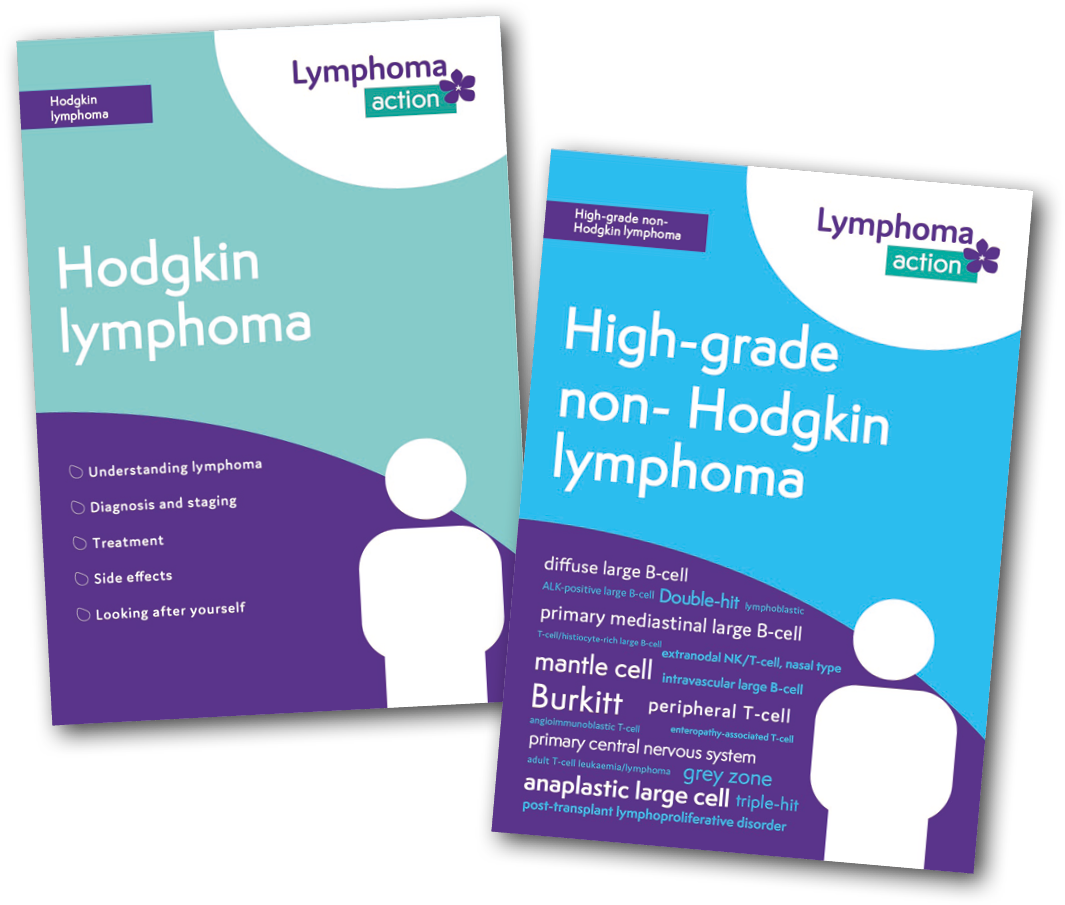 Lymphoma
action
Hodgkin
lymphoma
Hodgkin
lymphoma
Understanding lymphoma
Diagnosis and staging
Treatment
Side effects
Looking after yourself
Lymphoma
action
High-grade non-
Hodgkin lymphoma
High-grade
non- Hodgkin
lymphoma
diffuse large B-cell
ALK-positive large B-cell Double-hit lymphoblastic
primary mediastinal large B-cell
T-cell/histiocyte-rich large B-cell extranodal NK/T-cell, nasal type
mantle cell intravascular large B-cell
Burkitt peripheral T-cell
angioimmunoblastic T-cell enteropathy-associated T-cell
primary central nervous system
adult T-cell leukaemia/lymphoma grey zone
anaplastic large cell triple-hit
post-transplant lymphoproliferative disorder